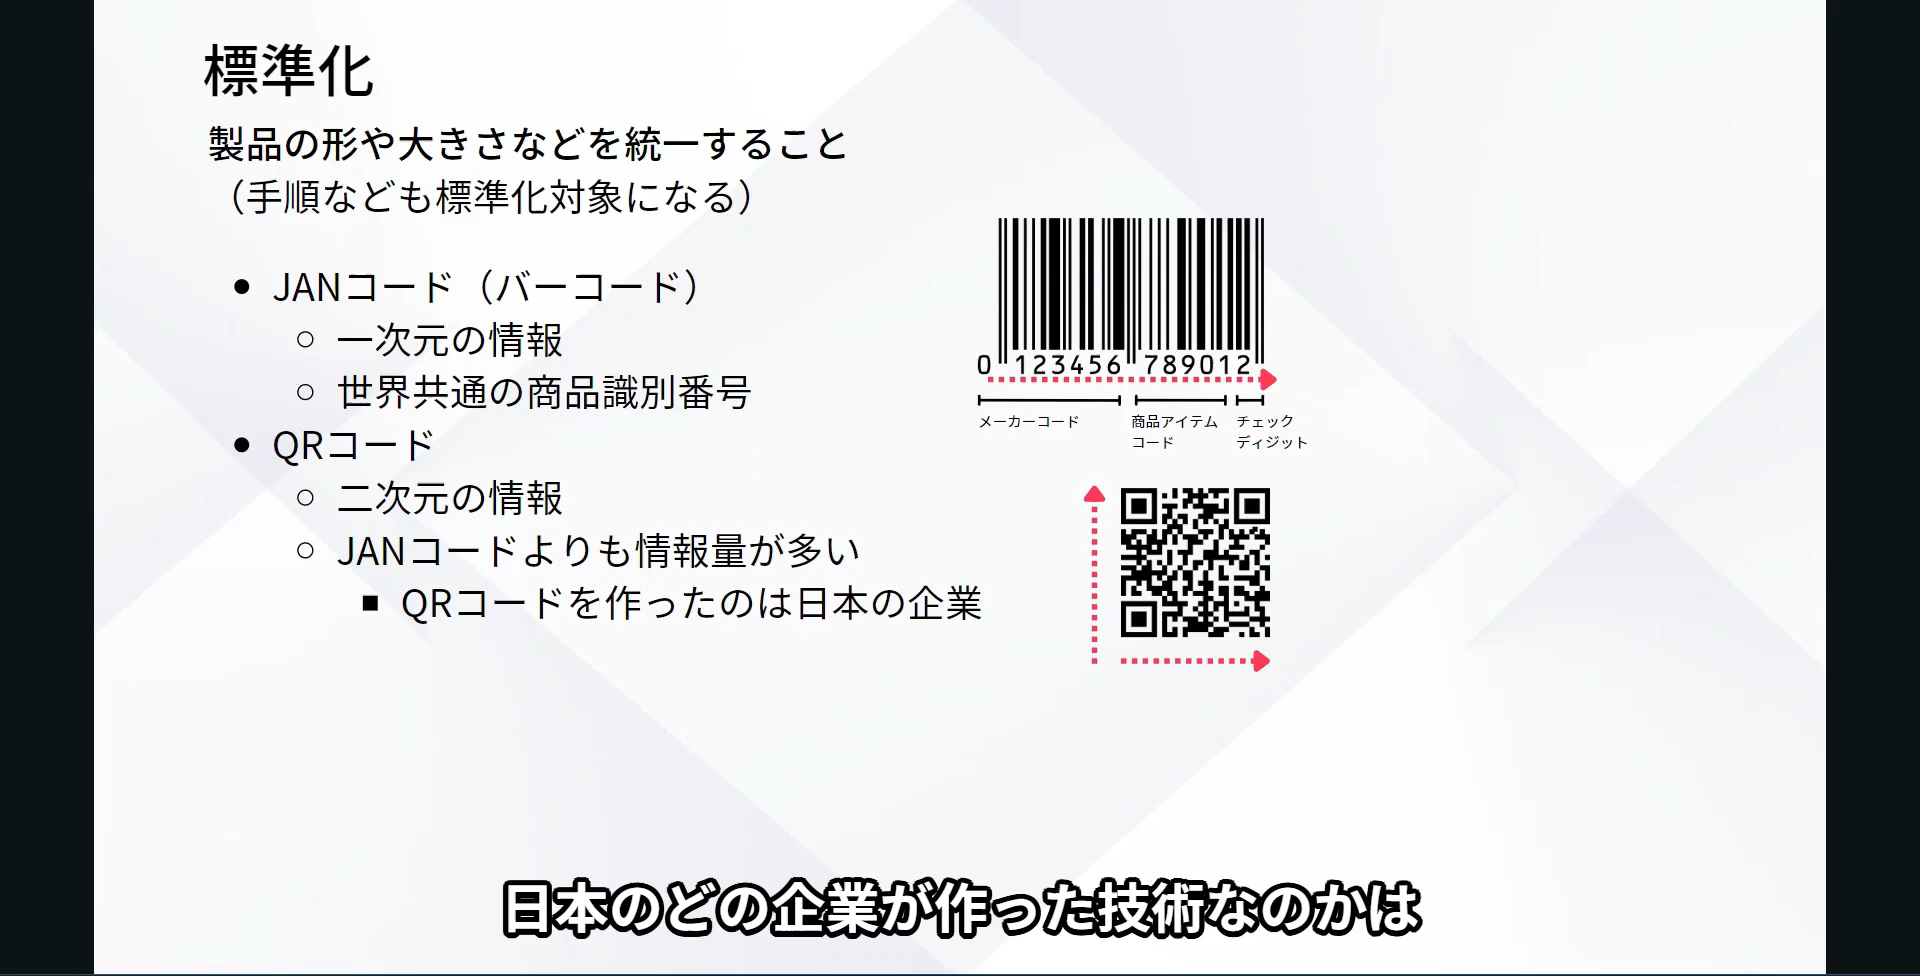 標準化
製品の形や大きさなどを統一すること
（手順なども標準化対象になる）
● JANコード（バーコード）
○ 一次元の情報
○ 世界共通の商品識別番号
● QRコード
○ 二次元の情報
○ JANコードよりも情報量が多い
■ QRコードを作ったのは日本の企業
0 123456 789012
メーカーコード
商品アイテム
コード
チェック
ディジット
日本のどの企業が作った技術なのかは